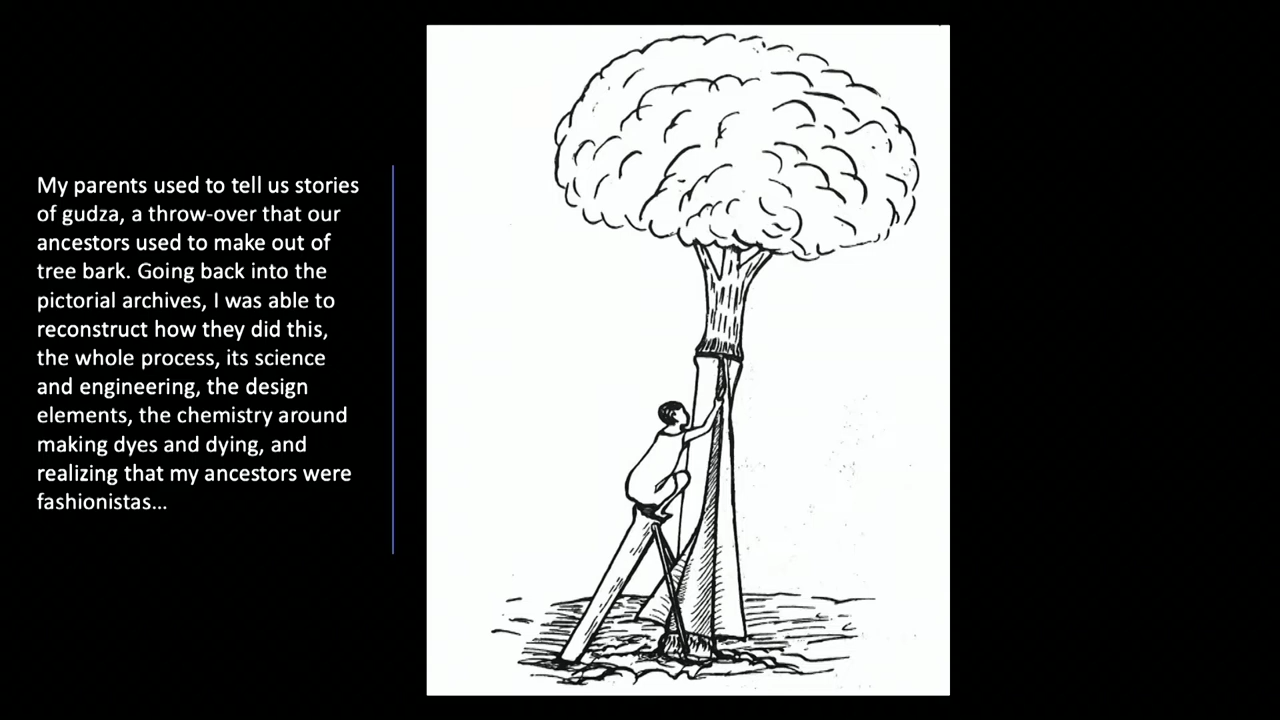 My parents used to tell us stories
of gudza, a throw-over that our
ancestors used to make out of
tree bark. Going back into the
pictorial archives, I was able to
reconstruct how they did this,
the whole process, its science
and engineering, the design
elements, the chemistry around
making dyes and dying, and
realizing that my ancestors were
fashionistas...